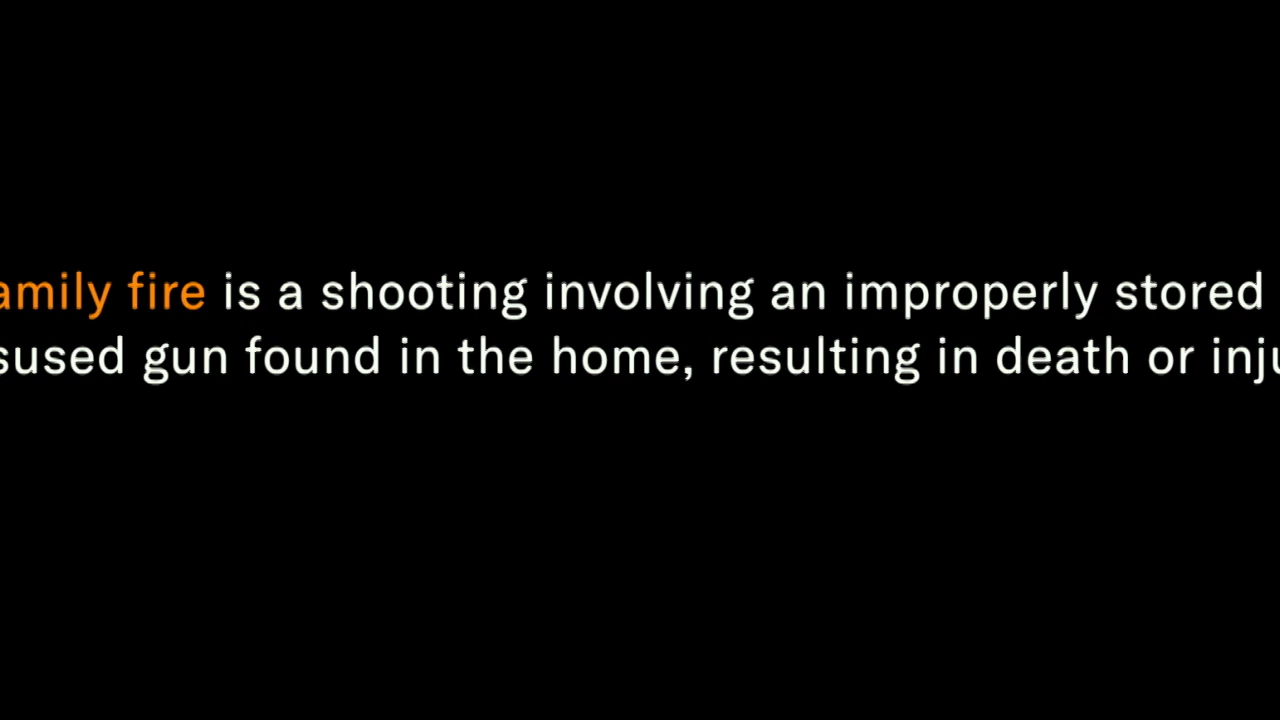 amily fire is a shooting involving an improperly stored
sused gun found in the home, resulting in death or inju